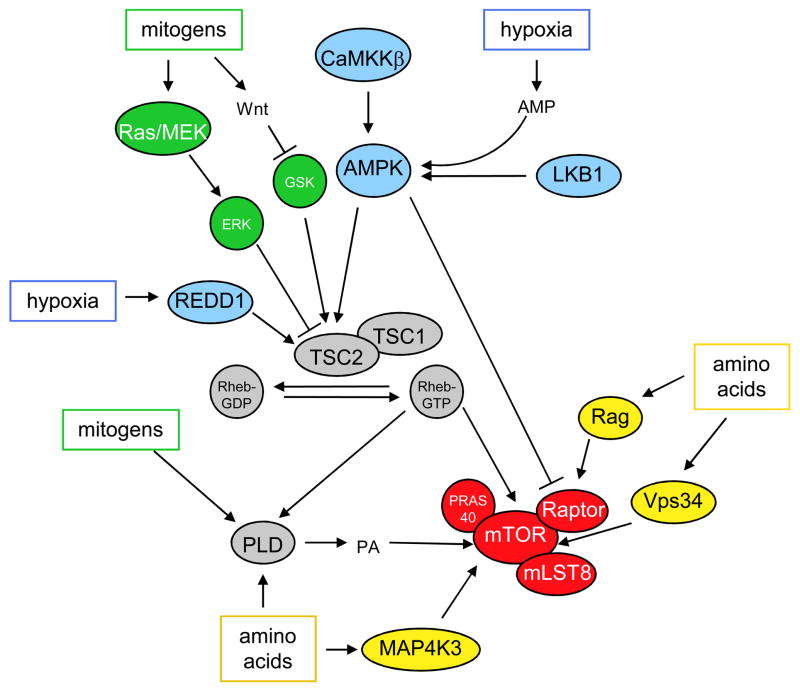 mitogens
hypoxia
CaMKKβ
Wnt
AMP
Ras/MEK
GSK
AMPK
LKB1
ERK
hypoxia
REDD1
TSC1
TSC2
amino
acids
Rheb-
GDP
Rheb-
GTP
Rag
mitogens
PRAS
40
Raptor
Vps34
mTOR
PLD
PA
mLST8
amino
acids
MAP4K3